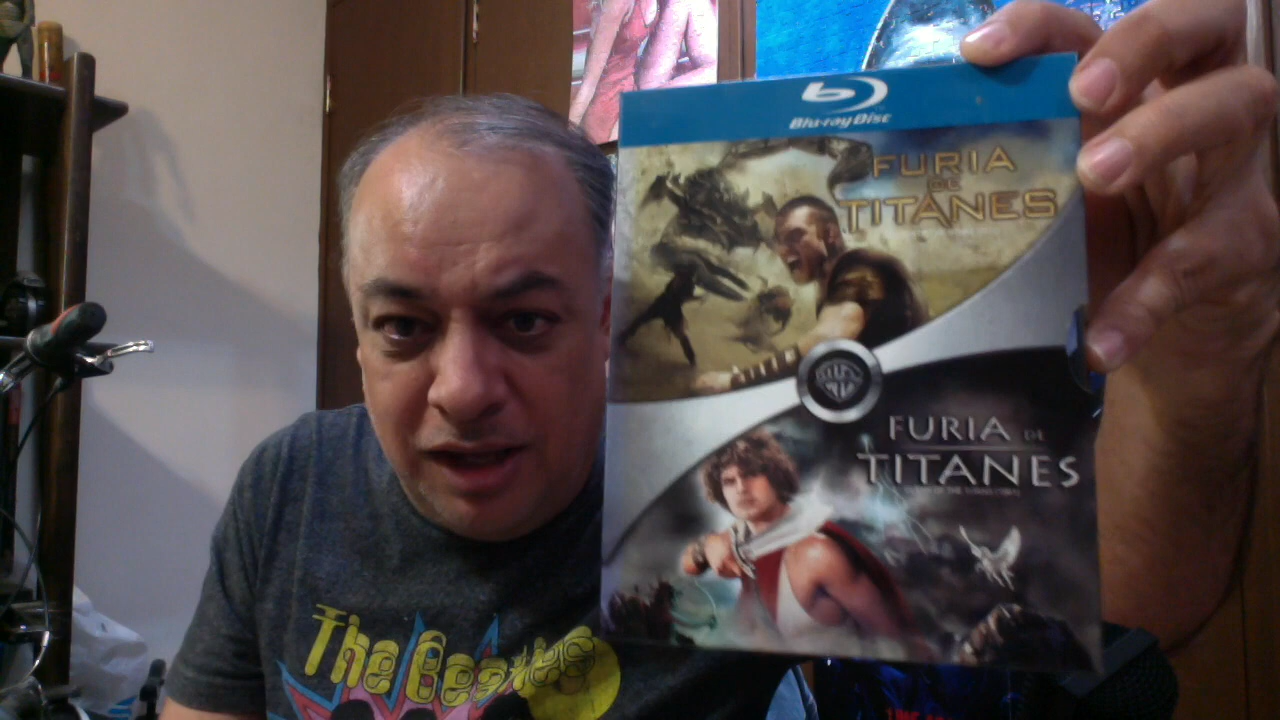 Blu-ray Disc
FURIA
DE
TITANES
FURIA DE
TITANES
The Beatles